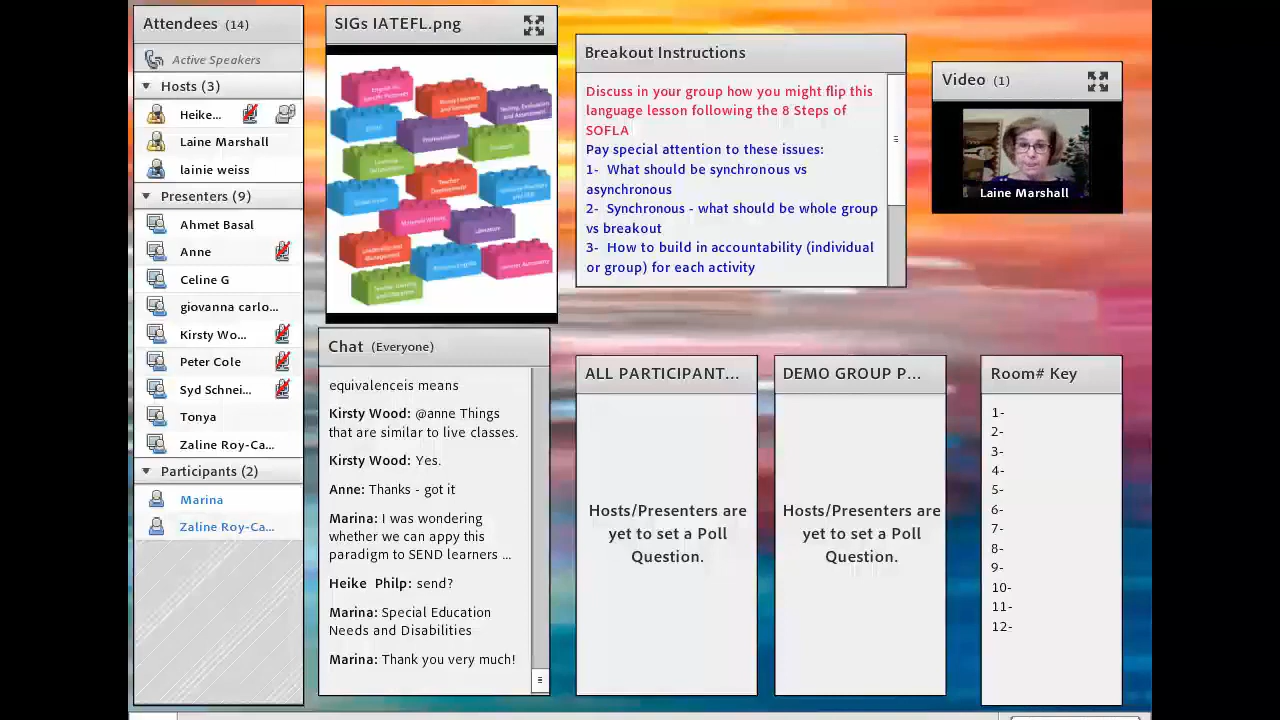 Attendees (14)
Active Speakers
Hosts (3)
Heike...
Laine Marshall
lainie weiss
Presenters (9)
Ahmet Basal
Anne
Celine G
giovanna carlo...
Kirsty Wo...
Peter Cole
Syd Schnei...
Tonya
Zaline Roy-Ca...
Participants (2)
Marina
Zaline Roy-Ca...
SIGs IATEFL.png
Teacher
Development
Literature
Chat (Everyone)
equivalenceis means
Kirsty Wood: @anne Things
that are similar to live classes.
Kirsty Wood: Yes.
Anne: Thanks - got it
Marina: I was wondering
whether we can appy this
paradigm to SEND learners ...
Heike Philp: send?
Marina: Special Education
Needs and Disabilities
Marina: Thank you very much!
Breakout Instructions
Discuss in your group how you might flip this
language lesson following the 8 Steps of
SOFLA
Pay special attention to these issues:
1- What should be synchronous vs
asynchronous
2- Synchronous - what should be whole group
vs breakout
3- How to build in accountability (individual
or group) for each activity
Video (1)
Laine Marshall
ALL PARTICIPANT...
Hosts/Presenters are
yet to set a Poll
Question.
DEMO GROUP P...
Hosts/Presenters are
yet to set a Poll
Question.
Room# Key
1-
2-
3-
4-
5-
6-
7-
8-
9-
10-
11-
12-